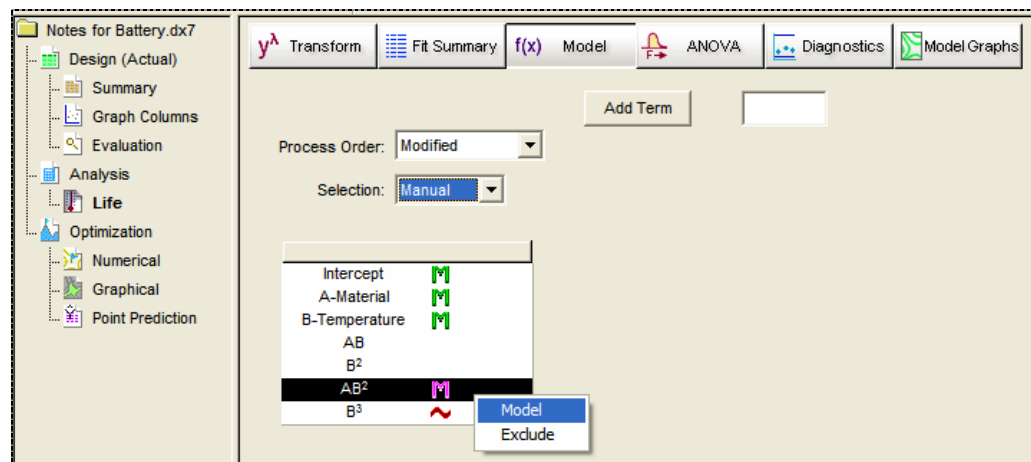 Notes for Battery.dx7
Design (Actual)
Summary
Graph Columns
Evaluation
Analysis
Life
Optimization
Numerical
Graphical
Point Prediction
yλ Transform
Fit Summary
f(x) Model
F ANOVA
Diagnostics
Model Graphs
Add Term
Process Order: Modified
Selection: Manual
Intercept M
A-Material M
B-Temperature M
AB
B²
AB² M
B³
Model
Exclude